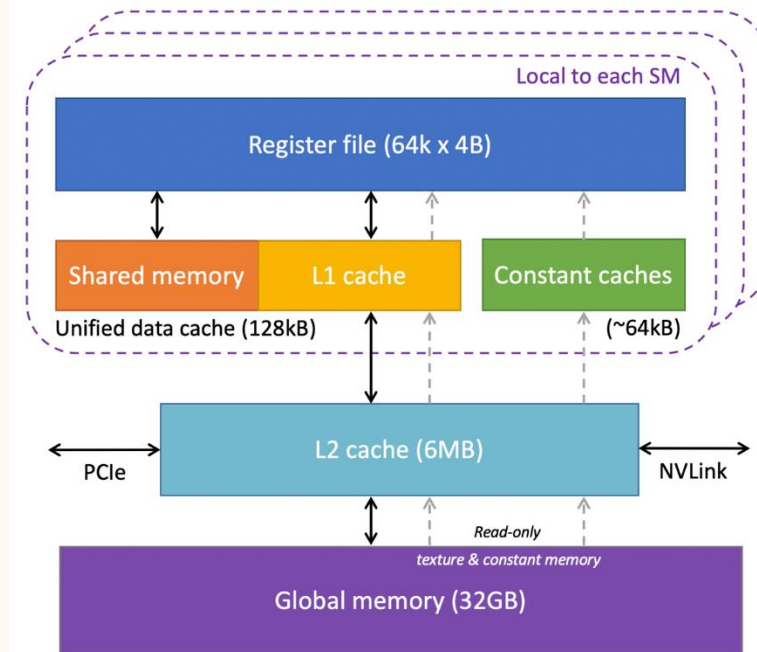 Local to each SM
Register file (64k x 4B)
Shared memory
L1 cache
Constant caches
Unified data cache (128kB)
(~64kB)
L2 cache (6MB)
PCIe
NVLink
Read-only
texture & constant memory
Global memory (32GB)